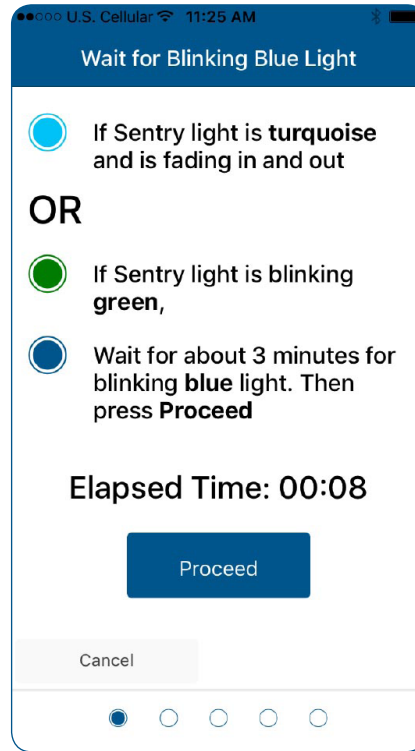 U.S. Cellular 11:25 AM
Wait for Blinking Blue Light
If Sentry light is turquoise
and is fading in and out
OR
If Sentry light is blinking
green,
Wait for about 3 minutes for
blinking blue light. Then
press Proceed
Elapsed Time: 00:08
Proceed
Cancel